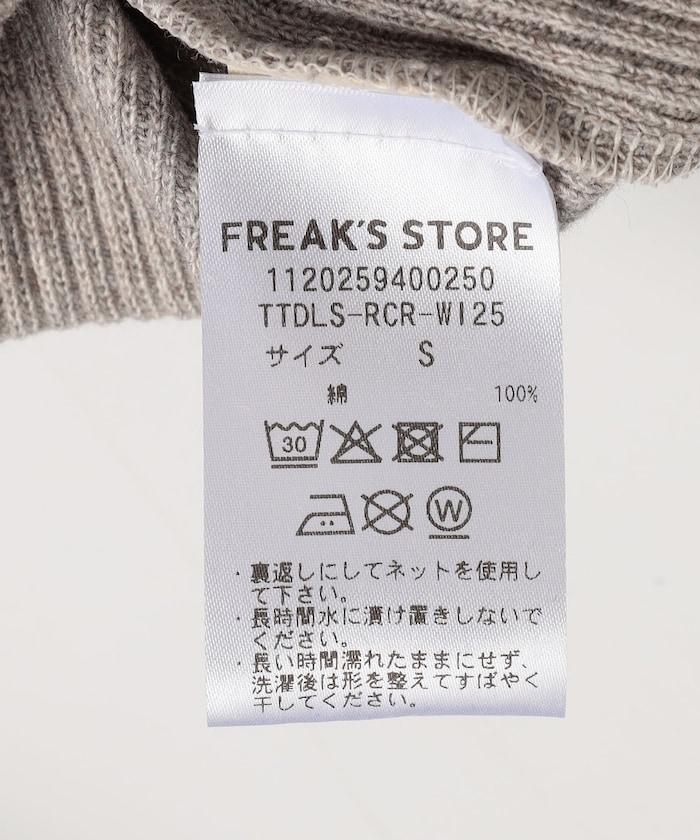 FREAK'S STORE
1120259400250
TTDLS-RCR-WI25
サイズ S
綿 100%
30
W
・裏返しにしてネットを使用し
て下さい。
・長時間水に漬け置きしないで
ください。
・長い時間濡れたままにせず、
洗濯後は形を整えてすばやく
干してください。